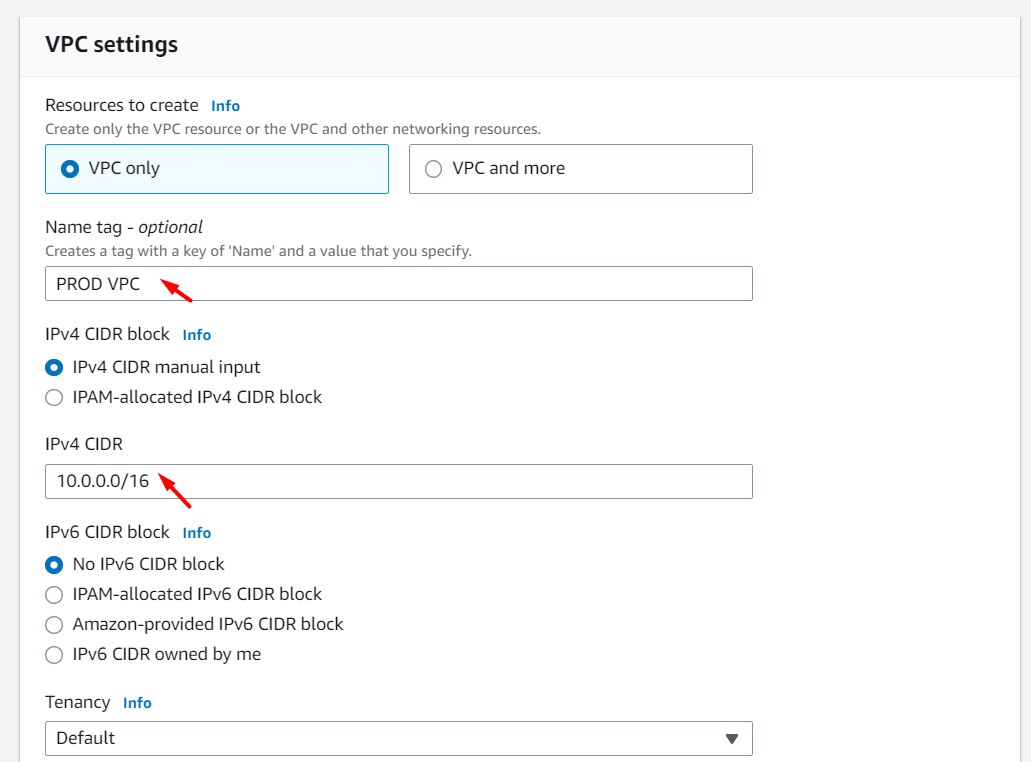 VPC settings
Resources to create Info
Create only the VPC resource or the VPC and other networking resources.
VPC only VPC and more
Name tag - optional
Creates a tag with a key of 'Name' and a value that you specify.
PROD VPC
IPv4 CIDR block Info
IPv4 CIDR manual input
IPAM-allocated IPv4 CIDR block
IPv4 CIDR
10.0.0.0/16
IPv6 CIDR block Info
No IPv6 CIDR block
IPAM-allocated IPv6 CIDR block
Amazon-provided IPv6 CIDR block
IPv6 CIDR owned by me
Tenancy Info
Default